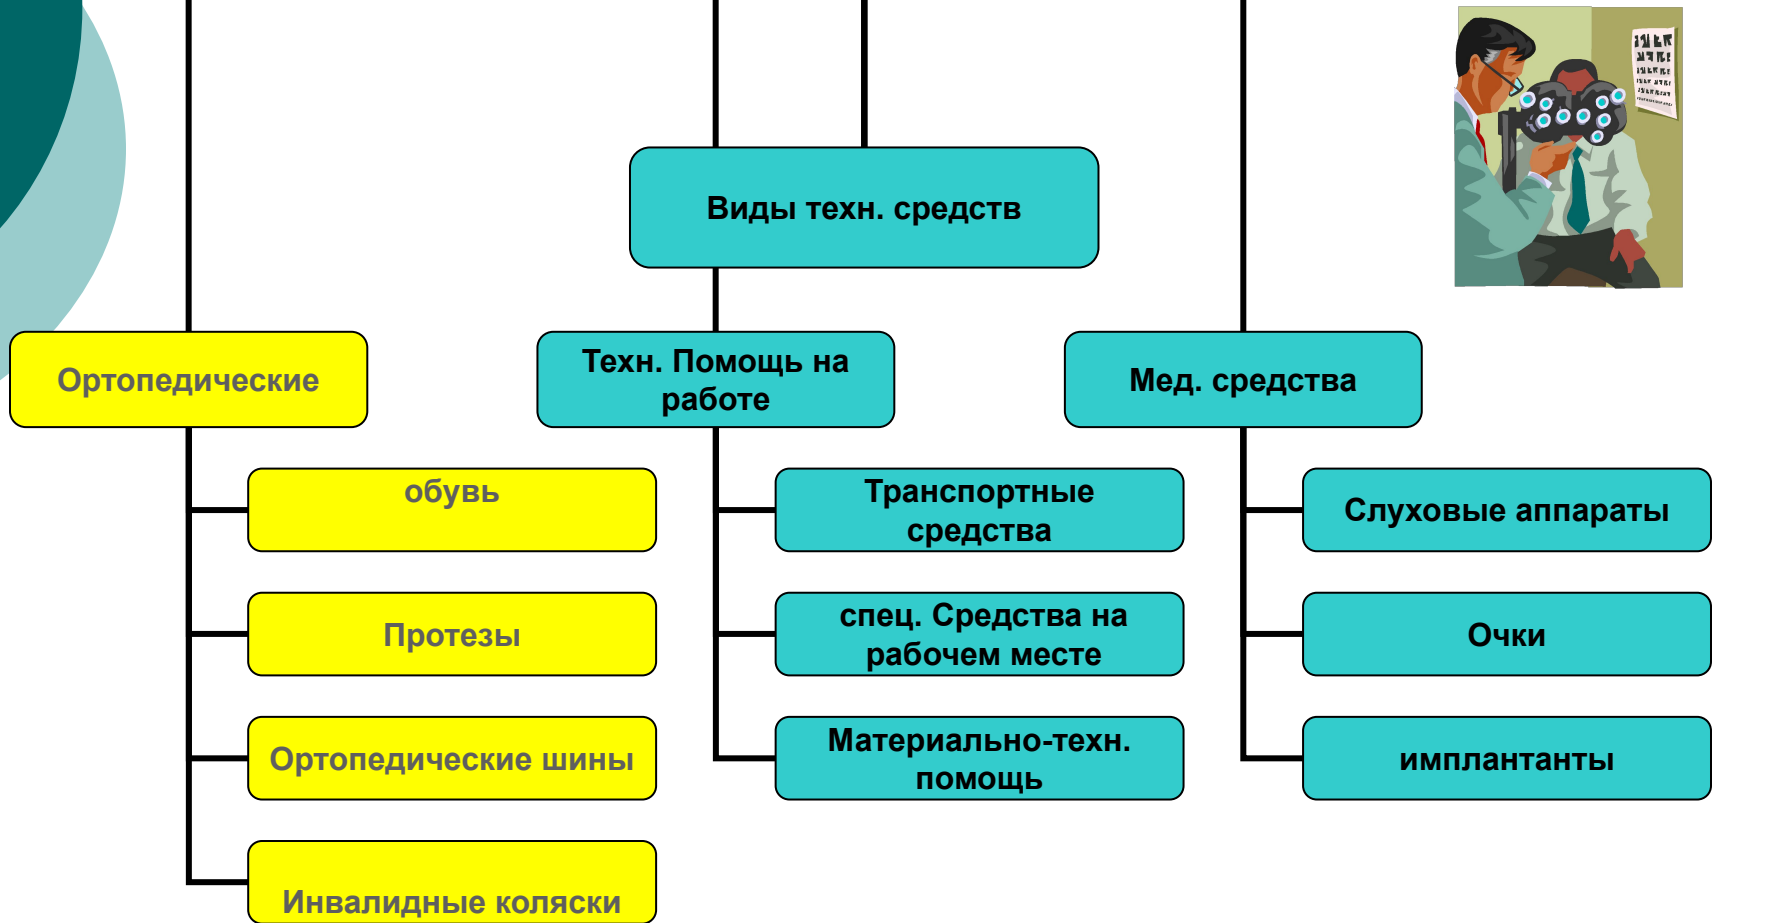 Виды техн. средств
Ортопедические
Техн. Помощь на
работе
Мед. средства
обувь
Протезы
Ортопедические шины
Инвалидные коляски
Транспортные
средства
спец. Средства на
рабочем месте
Материально-техн.
помощь
Слуховые аппараты
Очки
имплантанты